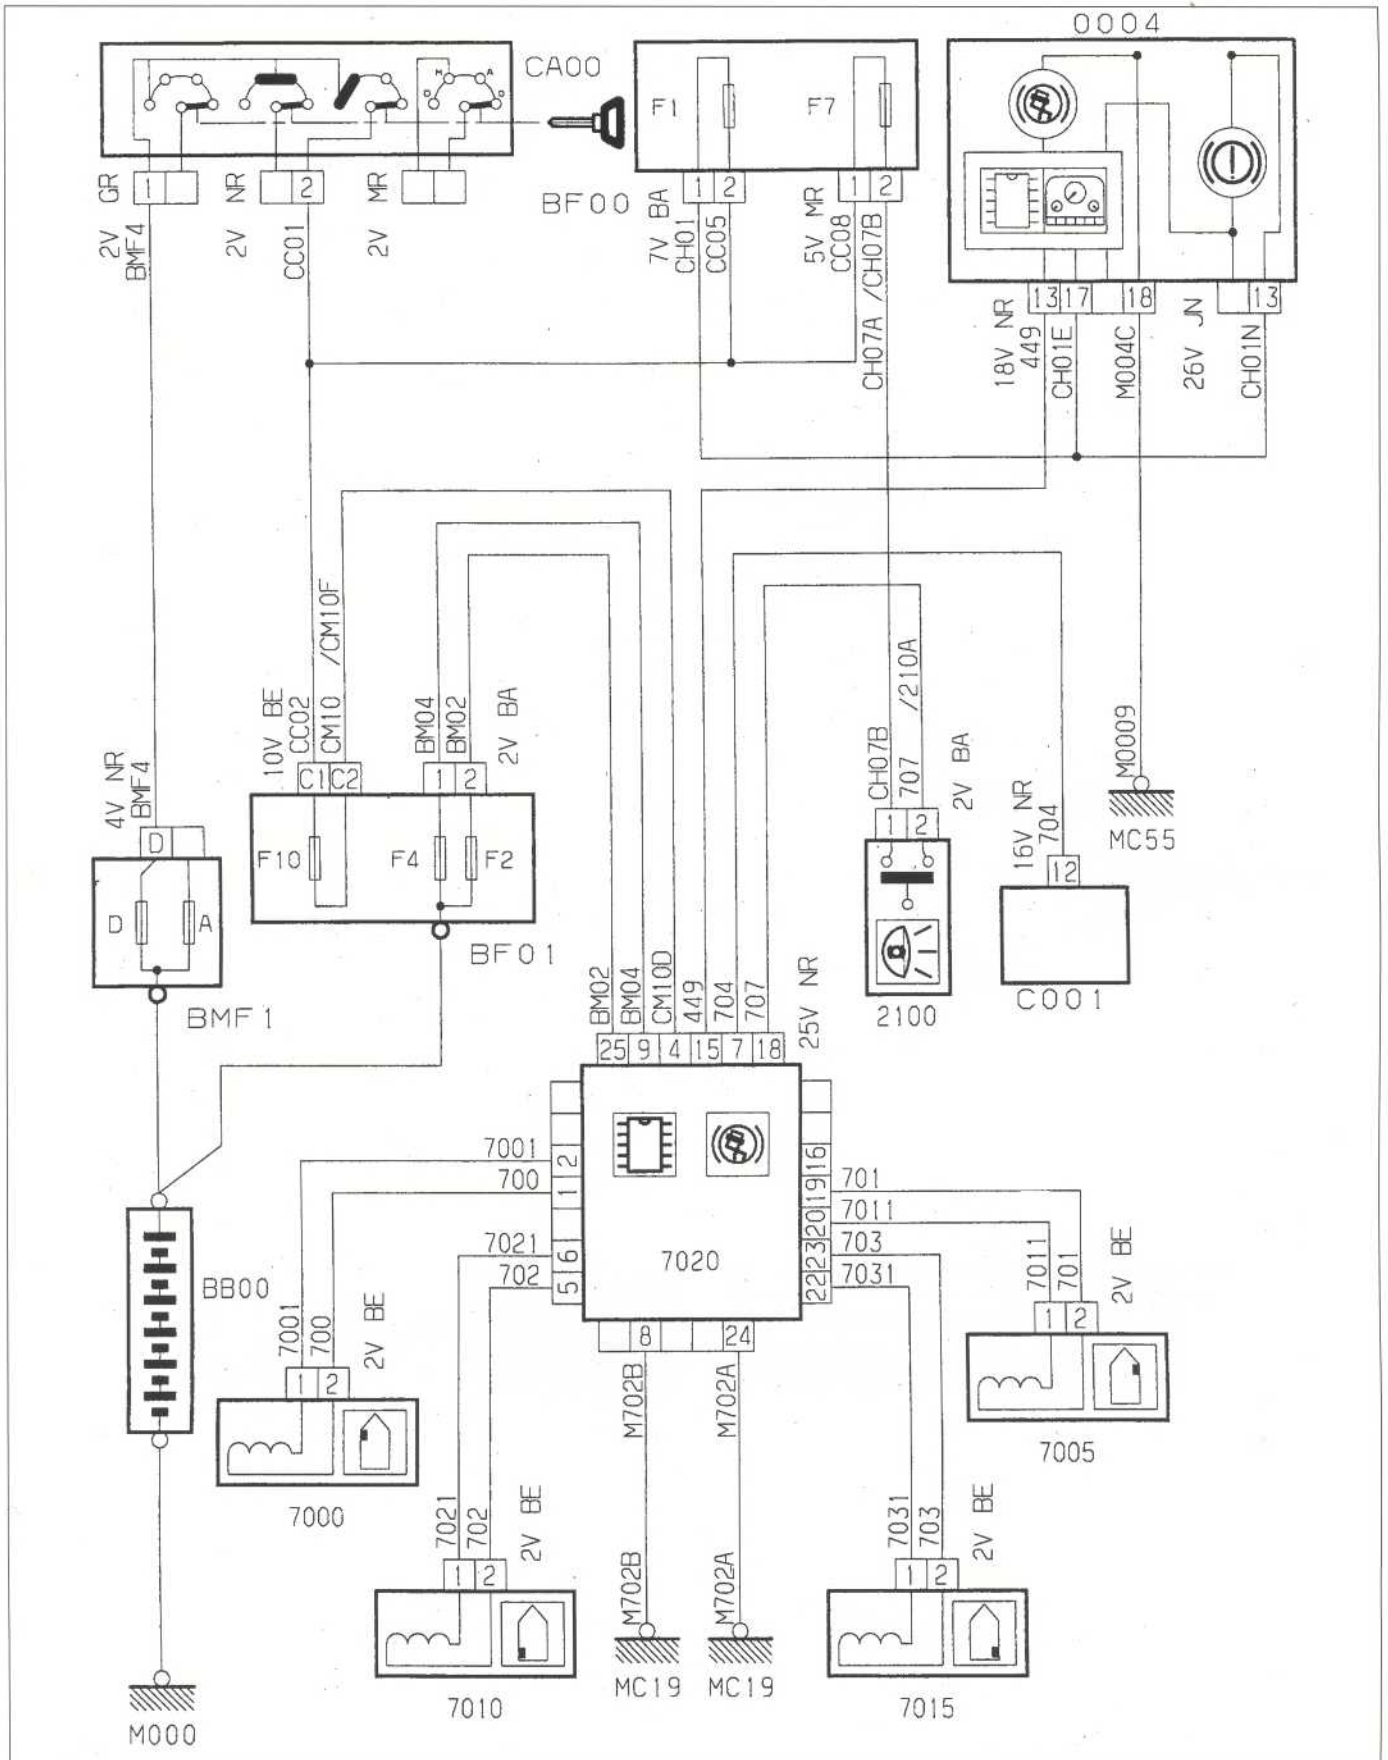 0004
CA00
M
A
D
D
F1
F7
BF00
1
2
1
2
1
2
13
17
18
13
2V GR
BMF4
2V NR
CC01
2V MR
7V BA
CH01
CC05
5V MR
CC08
CH07A /CH07B
18V NR
449
CH01E
M004C
26V JN
CH01N
10V BE
CC02
CM10 /CM10F
BM04
BM02
2V BA
C1
C2
1
2
F10
F4
F2
BF01
4V NR
BMF4
D
D
A
BMF1
CH07B
707 /210A
2V BA
1
2
2100
M0009
MC55
16V NR
704
12
C001
BM02
BM04
CM10D
449
704
707
25V NR
25
9
4
15
7
18
7020
7001
2
700
1
7021
6
702
5
16
19
701
20
7011
23
703
22
7031
8
24
M702B
M702A
M702B
M702A
MC19
MC19
BB00
M000
7001
700
2V BE
1
2
7000
7021
702
2V BE
1
2
7010
7011
701
2V BE
1
2
7005
7031
703
2V BE
1
2
7015